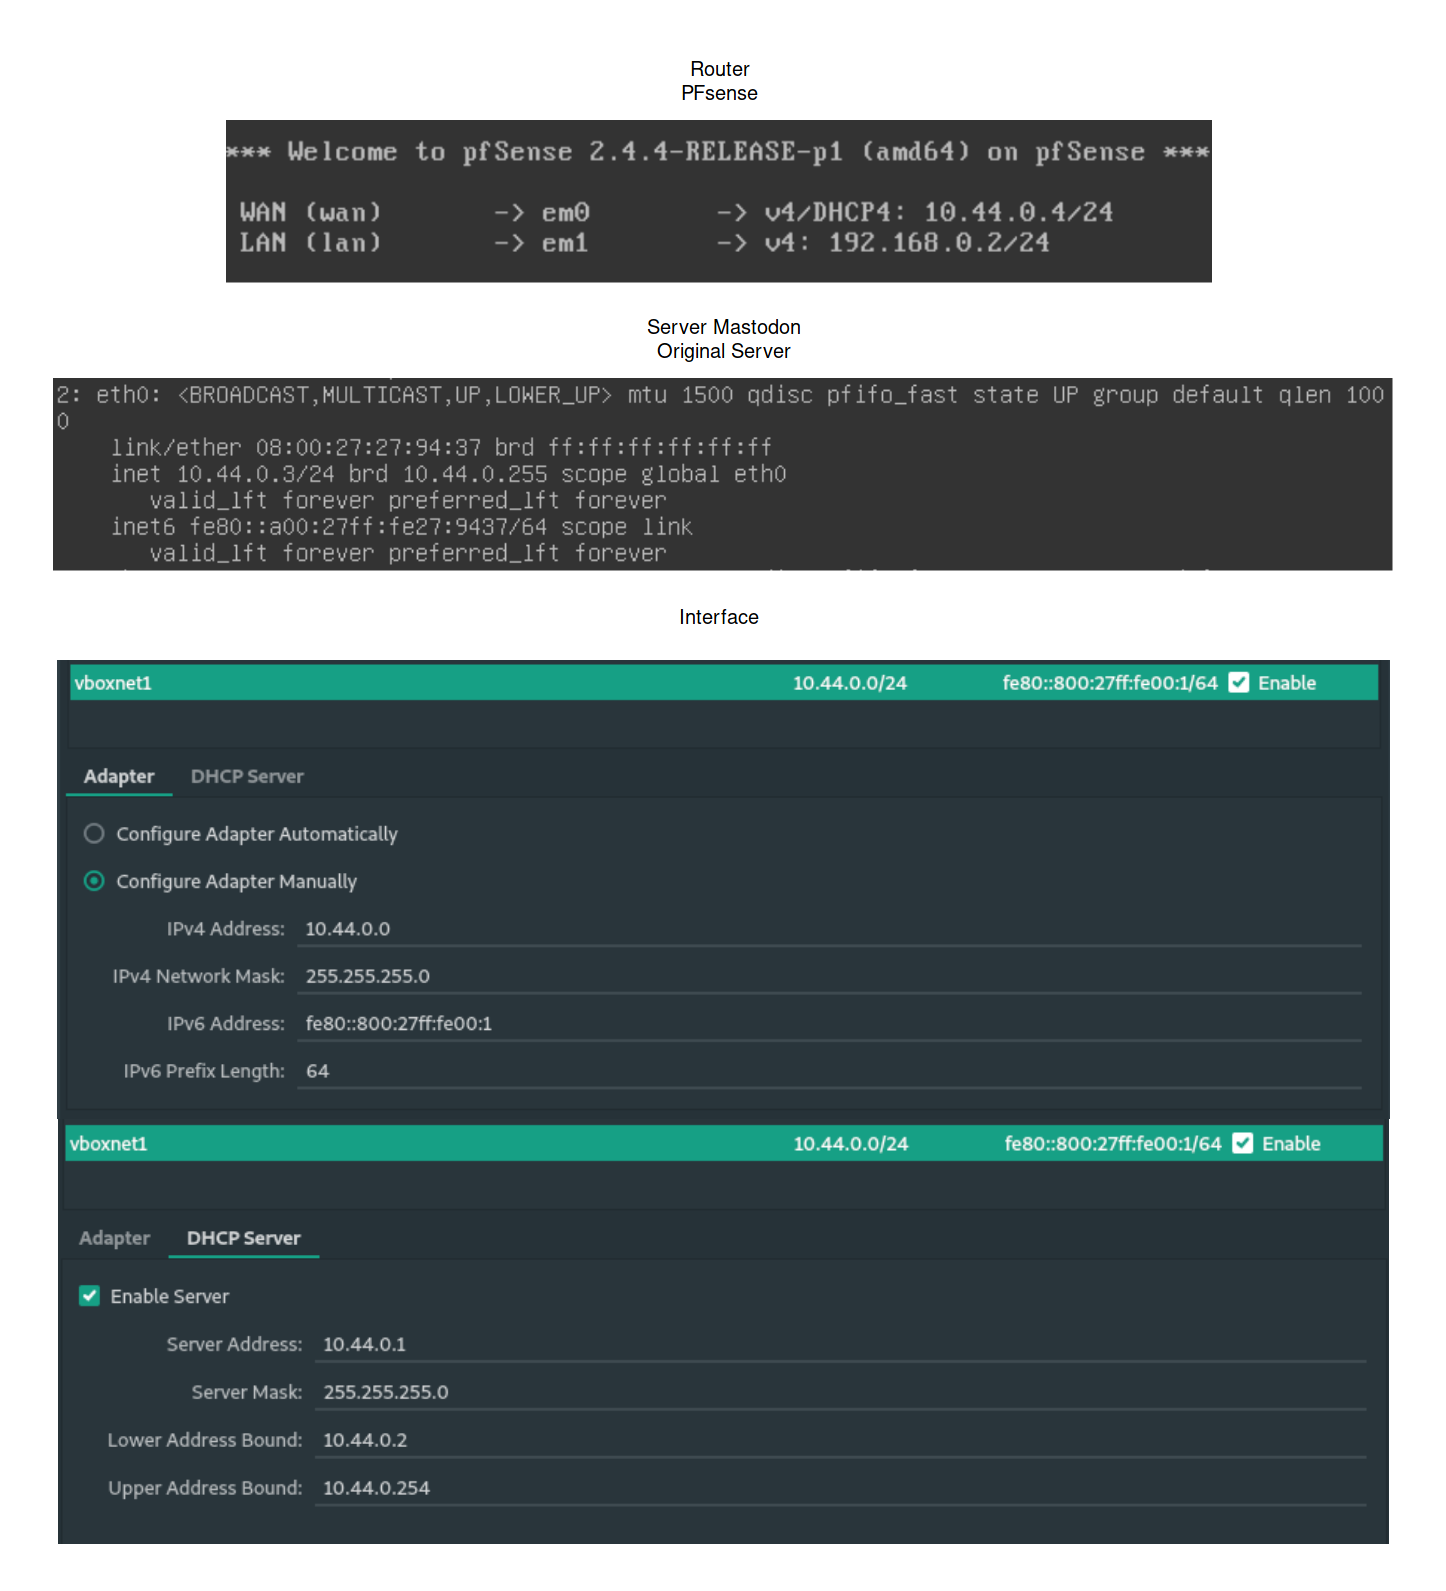 Router
PFsense
*** Welcome to pfSense 2.4.4-RELEASE-p1 (amd64) on pfSense ***
WAN (wan) -> em0 -> v4/DHCP4: 10.44.0.4/24
LAN (lan) -> em1 -> v4: 192.168.0.2/24
Server Mastodon
Original Server
2: eth0: <BROADCAST,MULTICAST,UP,LOWER_UP> mtu 1500 qdisc pfifo_fast state UP group default qlen 100
0
link/ether 08:00:27:27:94:37 brd ff:ff:ff:ff:ff:ff
inet 10.44.0.3/24 brd 10.44.0.255 scope global eth0
valid_lft forever preferred_lft forever
inet6 fe80::a00:27ff:fe27:9437/64 scope link
valid_lft forever preferred_lft forever
Interface
vboxnet1 10.44.0.0/24 fe80::800:27ff:fe00:1/64 Enable
Adapter DHCP Server
Configure Adapter Automatically
Configure Adapter Manually
IPv4 Address: 10.44.0.0
IPv4 Network Mask: 255.255.255.0
IPv6 Address: fe80::800:27ff:fe00:1
IPv6 Prefix Length: 64
vboxnet1 10.44.0.0/24 fe80::800:27ff:fe00:1/64 Enable
Adapter DHCP Server
Enable Server
Server Address: 10.44.0.1
Server Mask: 255.255.255.0
Lower Address Bound: 10.44.0.2
Upper Address Bound: 10.44.0.254